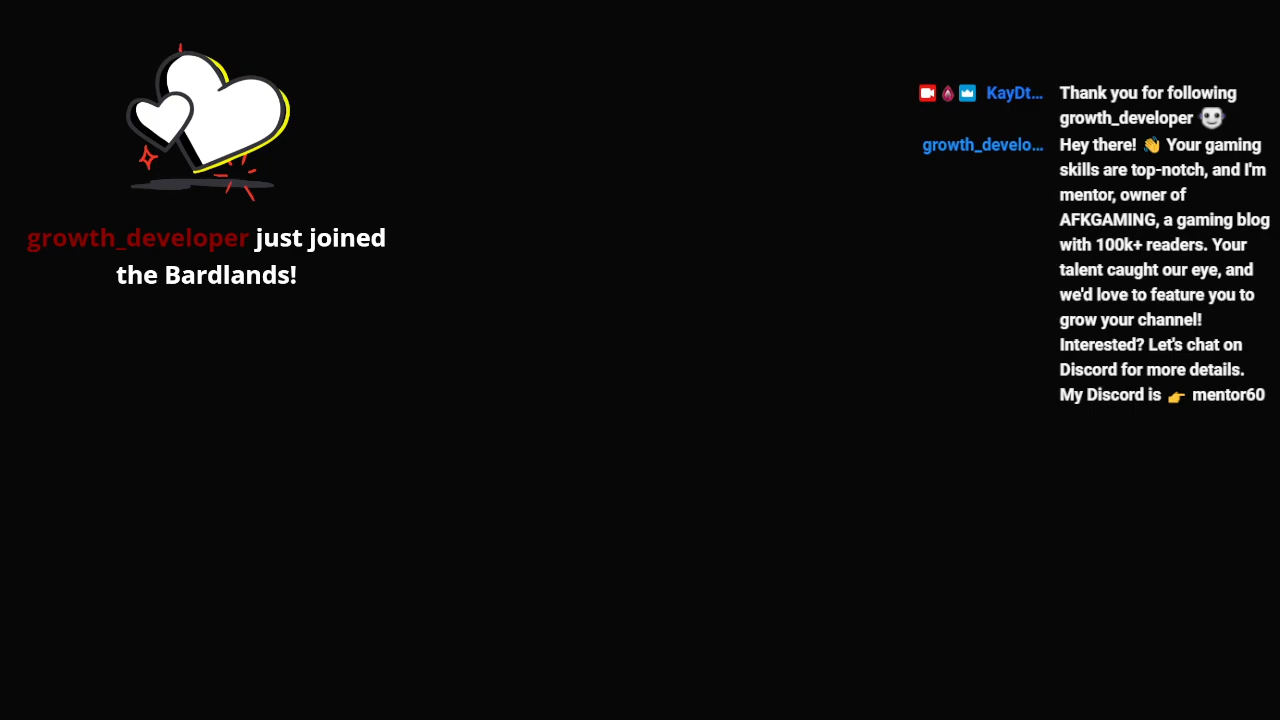 growth_developer just joined
the Bardlands!
KayDt... Thank you for following
growth_developer
growth_develo... Hey there! 👋 Your gaming
skills are top-notch, and I'm
mentor, owner of
AFKGAMING, a gaming blog
with 100k+ readers. Your
talent caught our eye, and
we'd love to feature you to
grow your channel!
Interested? Let's chat on
Discord for more details.
My Discord is 👉 mentor60